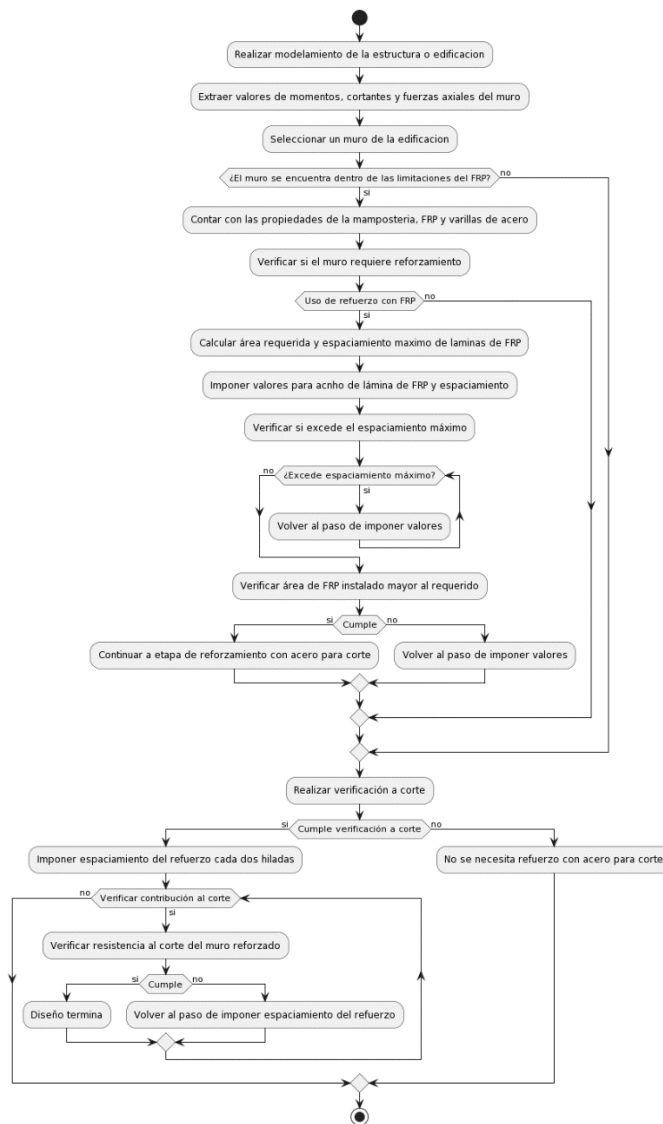 Realizar modelamiento de la estructura o edificacion
Extraer valores de momentos, cortantes y fuerzas axiales del muro
Seleccionar un muro de la edificacion
¿El muro se encuentra dentro de las limitaciones del FRP?
no
si
Contar con las propiedades de la mamposteria, FRP y varillas de acero
Verificar si el muro requiere reforzamiento
Uso de refuerzo con FRP
no
si
Calcular área requerida y espaciamiento maximo de laminas de FRP
Imponer valores para acnho de lámina de FRP y espaciamiento
Verificar si excede el espaciamiento máximo
no
¿Excede espaciamiento máximo?
si
Volver al paso de imponer valores
Verificar área de FRP instalado mayor al requerido
si
Cumple
no
Continuar a etapa de reforzamiento con acero para corte
Volver al paso de imponer valores
Realizar verificación a corte
si
Cumple verificación a corte
no
Imponer espaciamiento del refuerzo cada dos hiladas
No se necesita refuerzo con acero para corte
no
Verificar contribución al corte
si
Verificar resistencia al corte del muro reforzado
si
Cumple
no
Diseño termina
Volver al paso de imponer espaciamiento del refuerzo